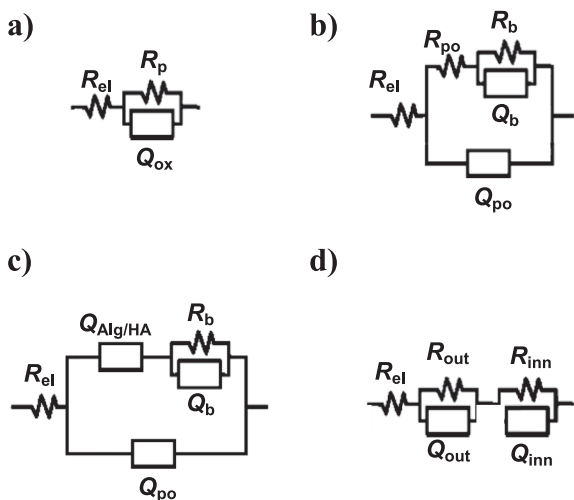 a)
R_el
R_p
Q_ox
b)
R_el
R_po
R_b
Q_b
Q_po
c)
R_el
Q_Alg/HA
R_b
Q_b
Q_po
d)
R_el
R_out
Q_out
R_inn
Q_inn